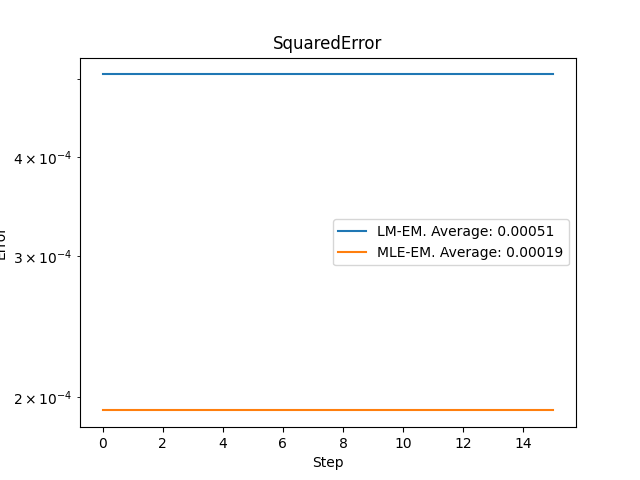 SquaredError
4 × 10⁻⁴
3 × 10⁻⁴
2 × 10⁻⁴
Error
LM-EM. Average: 0.00051
MLE-EM. Average: 0.00019
0 2 4 6 8 10 12 14
Step